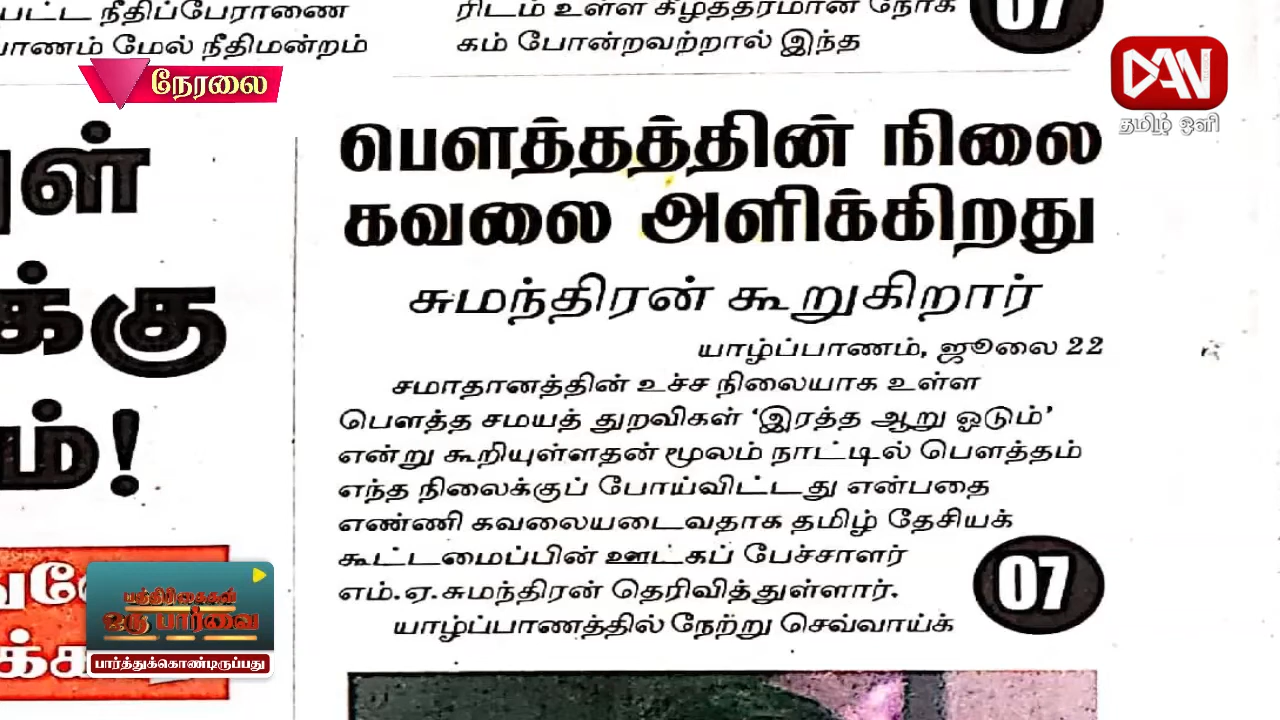 பட்ட நீதிப்பேராணை
பாணம் மேல் நீதிமன்றம்
ரிடம் உள்ள கீழ்த்தரமான நோக்
கம் போன்றவற்றால் இந்த
07
நேரலை
DAN
தமிழ் ஒளி
ள்
க்கு
ம்!
பௌத்தத்தின் நிலை
கவலை அளிக்கிறது
சுமந்திரன் கூறுகிறார்
யாழ்ப்பாணம், ஜூலை 22
சமாதானத்தின் உச்ச நிலையாக உள்ள
பௌத்த சமயத் துறவிகள் ‘இரத்த ஆறு ஓடும்’
என்று கூறியுள்ளதன் மூலம் நாட்டில் பௌத்தம்
எந்த நிலைக்குப் போய்விட்டது என்பதை
எண்ணி கவலையடைவதாக தமிழ் தேசியக்
கூட்டமைப்பின் ஊடகப் பேச்சாளர்
எம்.ஏ.சுமந்திரன் தெரிவித்துள்ளார்.
யாழ்ப்பாணத்தில் நேற்று செவ்வாய்க்
07
பத்திரிகைகள்
ஒரு பார்வை
பார்த்துக்கொண்டிருப்பது